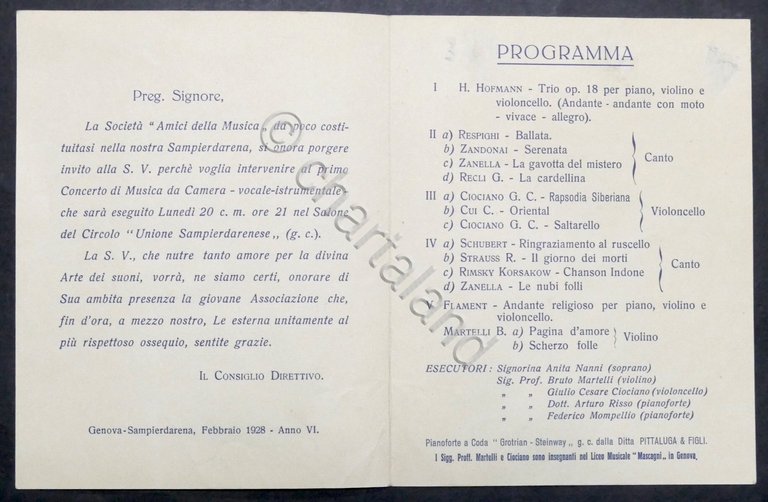 Preg. Signore,
La Società "Amici della Musica„ da poco costi-
tuitasi nella nostra Sampierdarena, si onora porgere
invito alla S. V. perchè voglia intervenire al primo
Concerto di Musica da Camera - vocale-istrumentale -
che sarà eseguito Lunedì 20 c. m. ore 21 nel Salone
del Circolo "Unione Sampierdarenese„ (g. c.).
La S. V., che nutre tanto amore per la divina
Arte dei suoni, vorrà, ne siamo certi, onorare di
Sua ambita presenza la giovane Associazione che,
fin d'ora, a mezzo nostro, Le esterna unitamente al
più rispettoso ossequio, sentite grazie.
IL CONSIGLIO DIRETTIVO.
Genova-Sampierdarena, Febbraio 1928 - Anno VI.
PROGRAMMA
I H. HOFMANN - Trio op. 18 per piano, violino e
violoncello. (Andante - andante con moto
- vivace - allegro).
II a) RESPIGHI - Ballata.
b) ZANDONAI - Serenata
c) ZANELLA - La gavotta del mistero
d) RECLI G. - La cardellina
Canto
III a) CIOCIANO G. C. - Rapsodia Siberiana
b) CUI C. - Oriental
c) CIOCIANO G. C. - Saltarello
Violoncello
IV a) SCHUBERT - Ringraziamento al ruscello
b) STRAUSS R. - Il giorno dei morti
c) RIMSKY KORSAKOW - Chanson Indone
d) ZANELLA - Le nubi folli
Canto
V FLAMENT - Andante religioso per piano, violino e
violoncello.
MARTELLI B. a) Pagina d'amore
b) Scherzo folle
Violino
ESECUTORI : Signorina Anita Nanni (soprano)
Sig. Prof. Bruto Martelli (violino)
„ „ Giulio Cesare Ciociano (violoncello)
„ Dott. Arturo Risso (pianoforte)
„ „ Federico Mompellio (pianoforte)
Pianoforte a Coda "Grotrian - Steinway„ g. c. dalla Ditta PITTALUGA & FIGLI.
I Sigg. Proff. Martelli e Ciociano sono insegnanti nel Liceo Musicale "Mascagni„ in Genova.
© chartaland